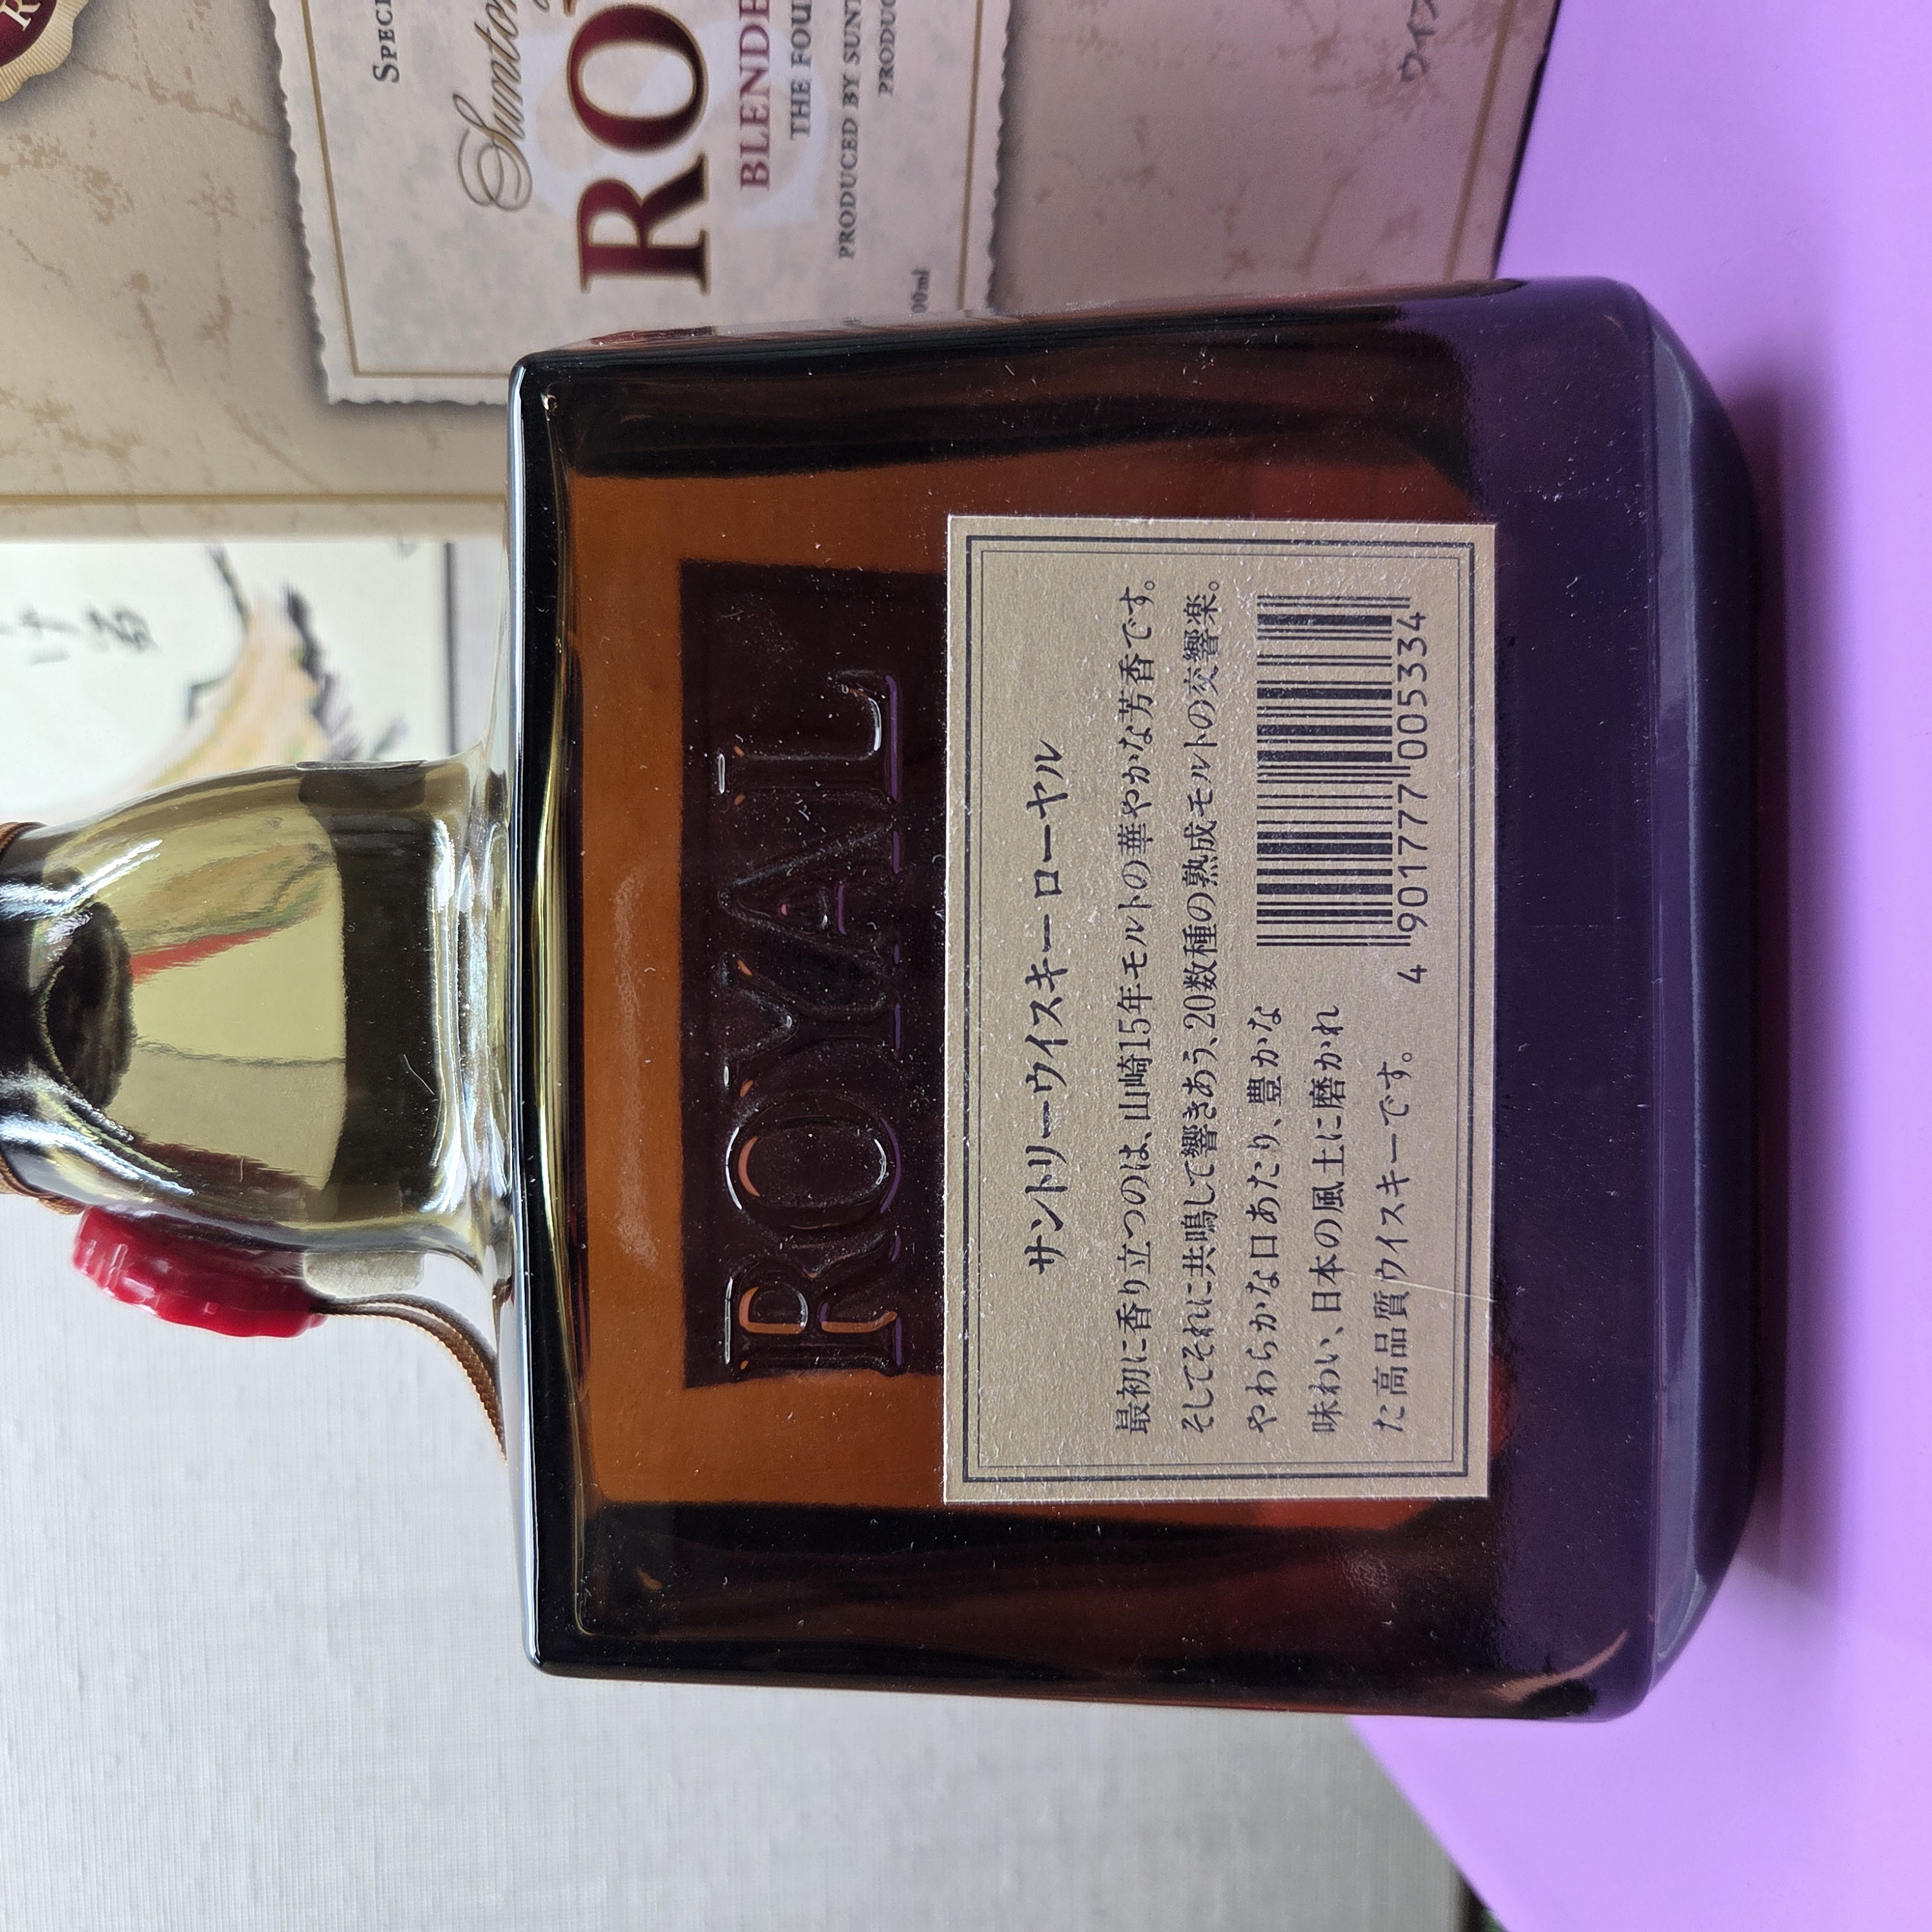 Suntory
BLENDE
PRODUCED BY SUNT
ROYAL
サントリーウイスキーローヤル
最初に香り立つのは、山崎15年モルトの華やかな芳香です。
そしてそれに共鳴して響きあう、20数種の熟成モルトの交響楽。
やわらかな口あたり、豊かな
味わい、日本の風土に磨かれ
た高品質ウイスキーです。
4 901777 005334